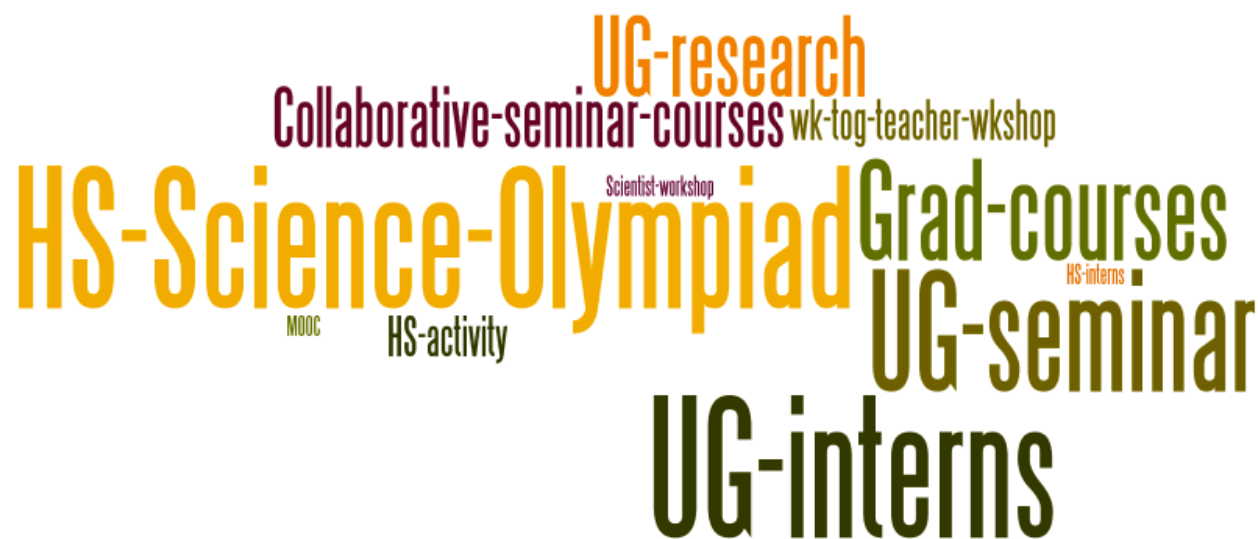 UG-research
Collaborative-seminar-courses wk-tog-teacher-wkshop
Scientist-workshop
HS-Science-Olympiad Grad-courses
HS-interns
MOOC HS-activity UG-seminar
UG-interns